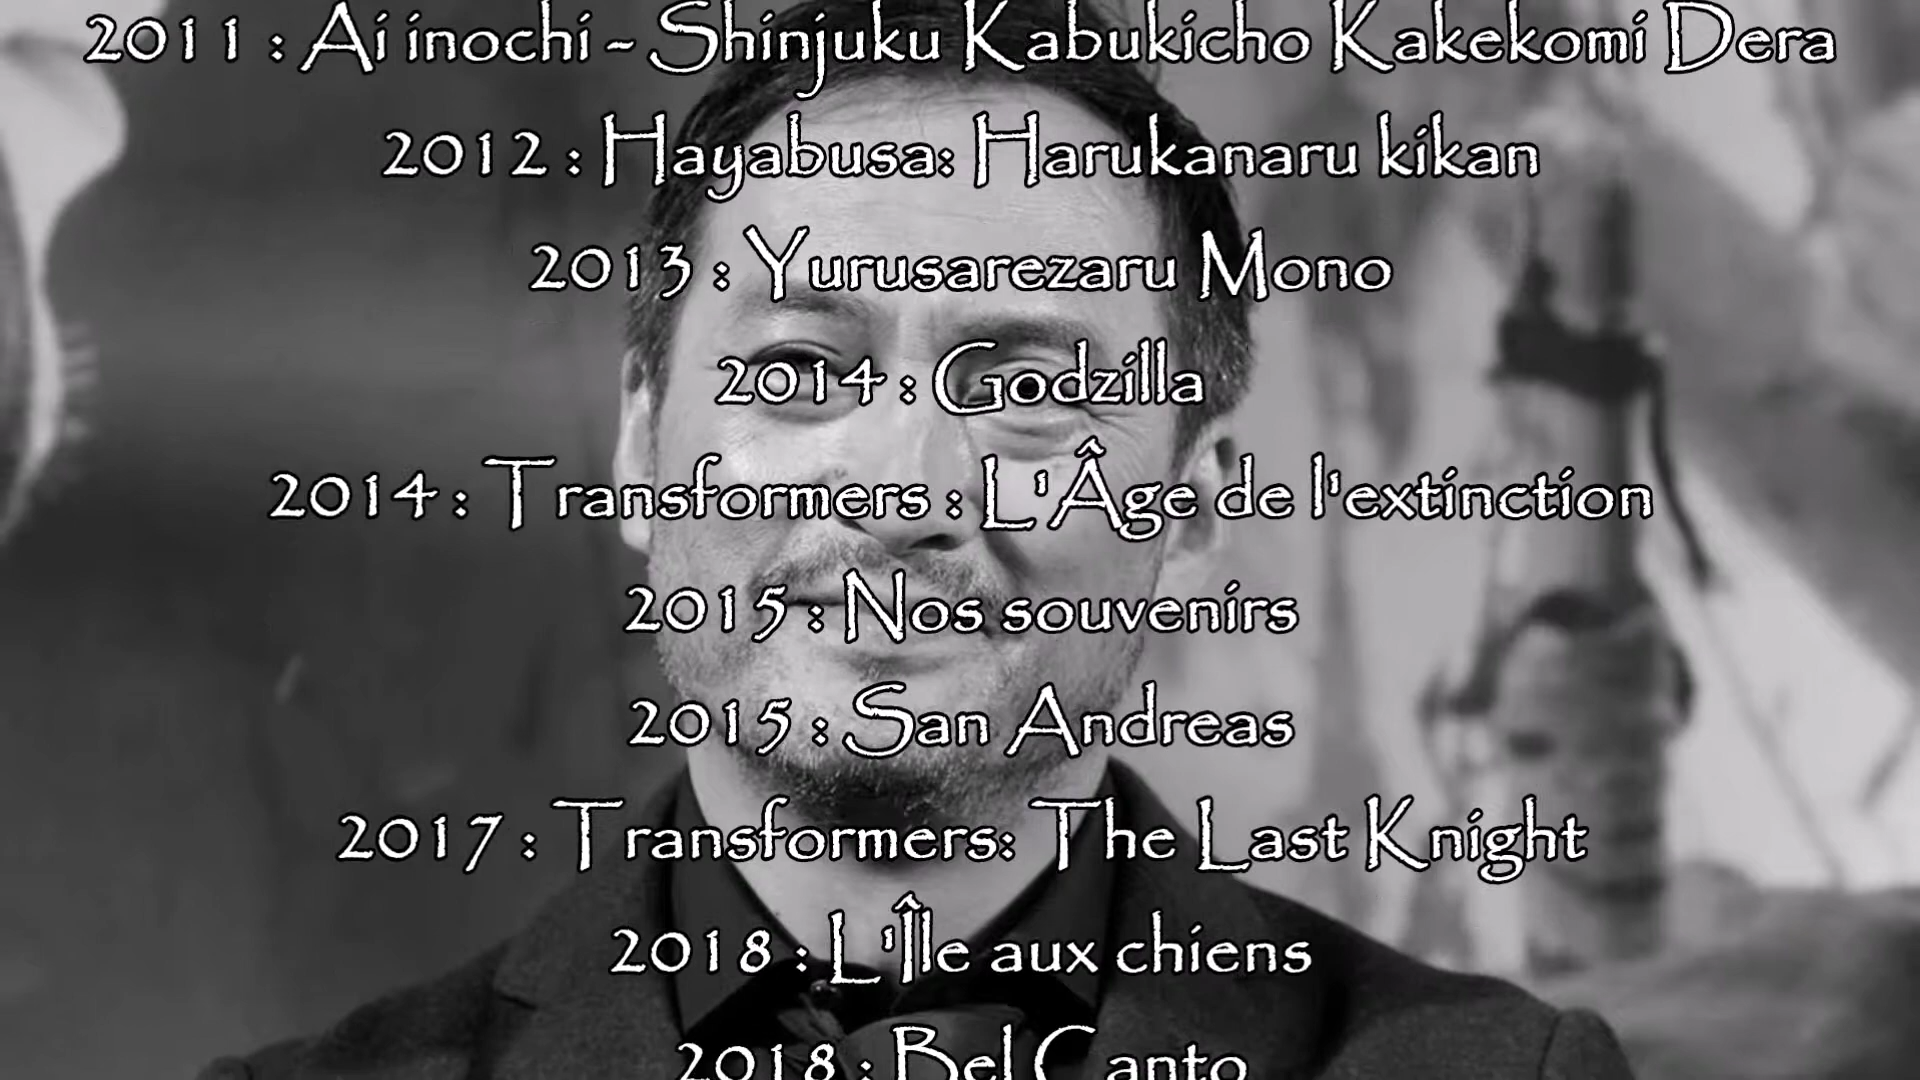 2011 : Ai inochi - Shinjuku Kabukicho Kakekomi Dera
2012 : Hayabusa: Harukanaru kikan
2013 : Yurusarezaru Mono
2014 : Godzilla
2014 : Transformers : L'Âge de l'extinction
2015 : Nos souvenirs
2015 : San Andreas
2017 : Transformers: The Last Knight
2018 : L'Île aux chiens
2018 : Bel Canto